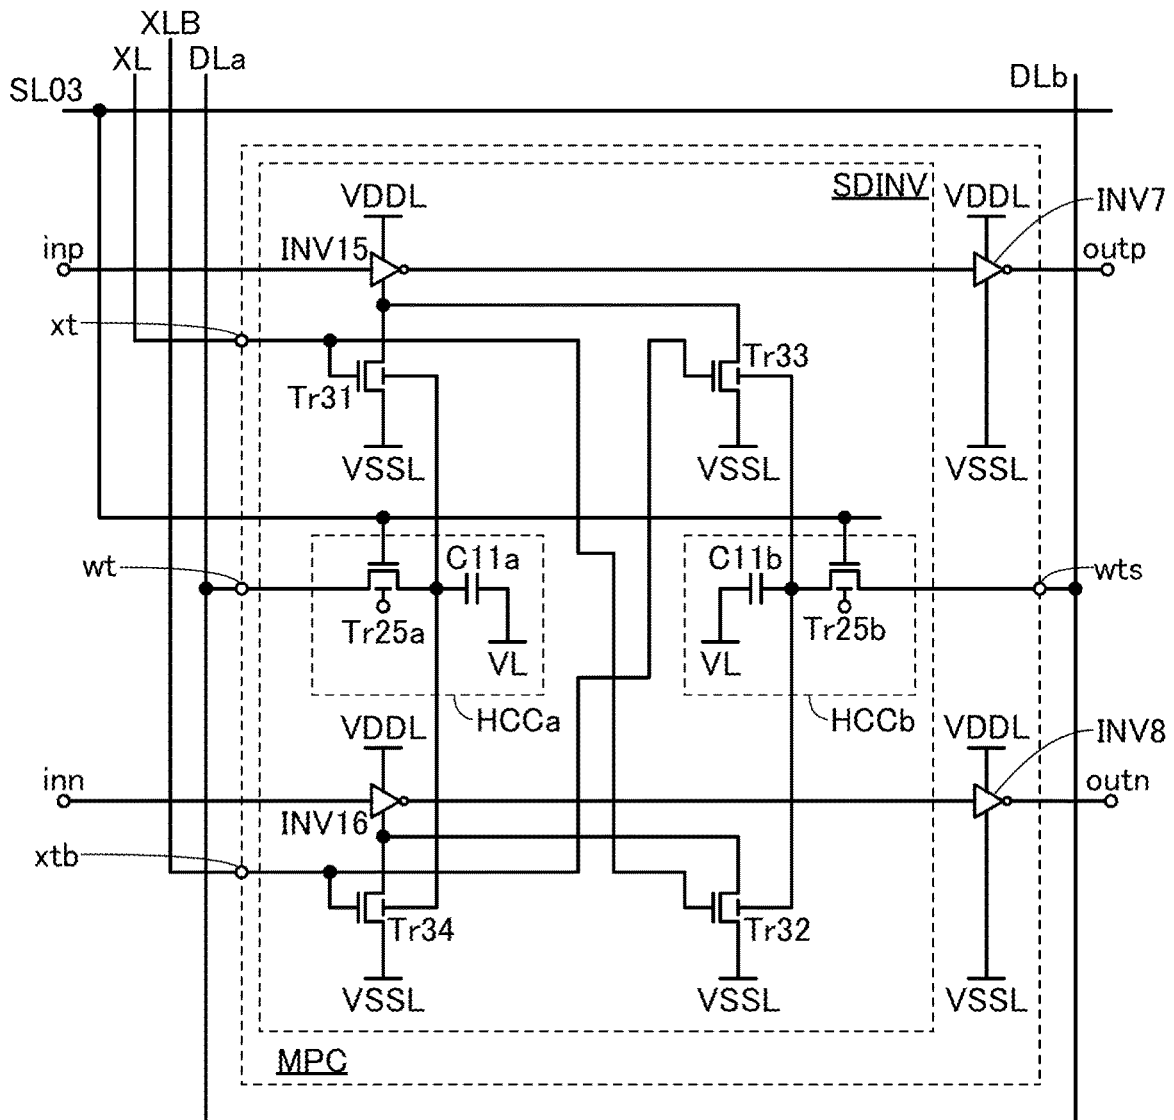 XLB
XL DLa
DLb
SL03
SDINV
VDDL VDDL
INV7
inp INV15 outp
xt
Tr33
Tr31
VSSL VSSL VSSL
wt C11a C11b wts
Tr25a Tr25b
VL VL
HCCa HCCb
VDDL VDDL
INV8
inn outn
INV16
xtb
Tr34 Tr32
VSSL VSSL VSSL
MPC